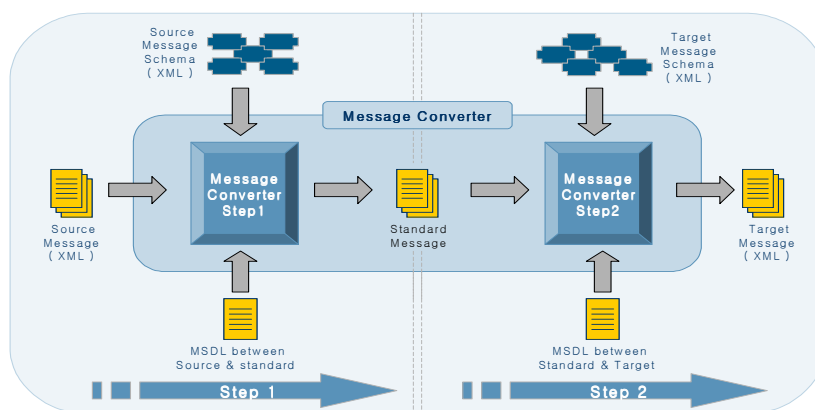 Source
Message
Schema
( XML )
Target
Message
Schema
( XML )
Message Converter
Message
Converter
Step1
Message
Converter
Step2
Source
Message
( XML )
Standard
Message
Target
Message
( XML )
MSDL between
Source & standard
MSDL between
Standard & Target
Step 1
Step 2